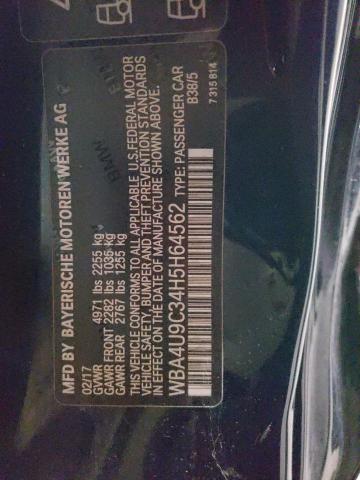 MFD BY BAYERISCHE MOTOREN WERKE AG
02/17
GVWR 4971 lbs 2255 kg
GAWR FRONT 2282 lbs 1035 kg
GAWR REAR 2767 lbs 1255 kg
THIS VEHICLE CONFORMS TO ALL APPLICABLE U.S.FEDERAL MOTOR
VEHICLE SAFETY, BUMPER AND THEFT PREVENTION STANDARDS
IN EFFECT ON THE DATE OF MANUFACTURE SHOWN ABOVE.
WBA4U9C34H5H64562 TYPE: PASSENGER CAR
B38/5
7 315 814